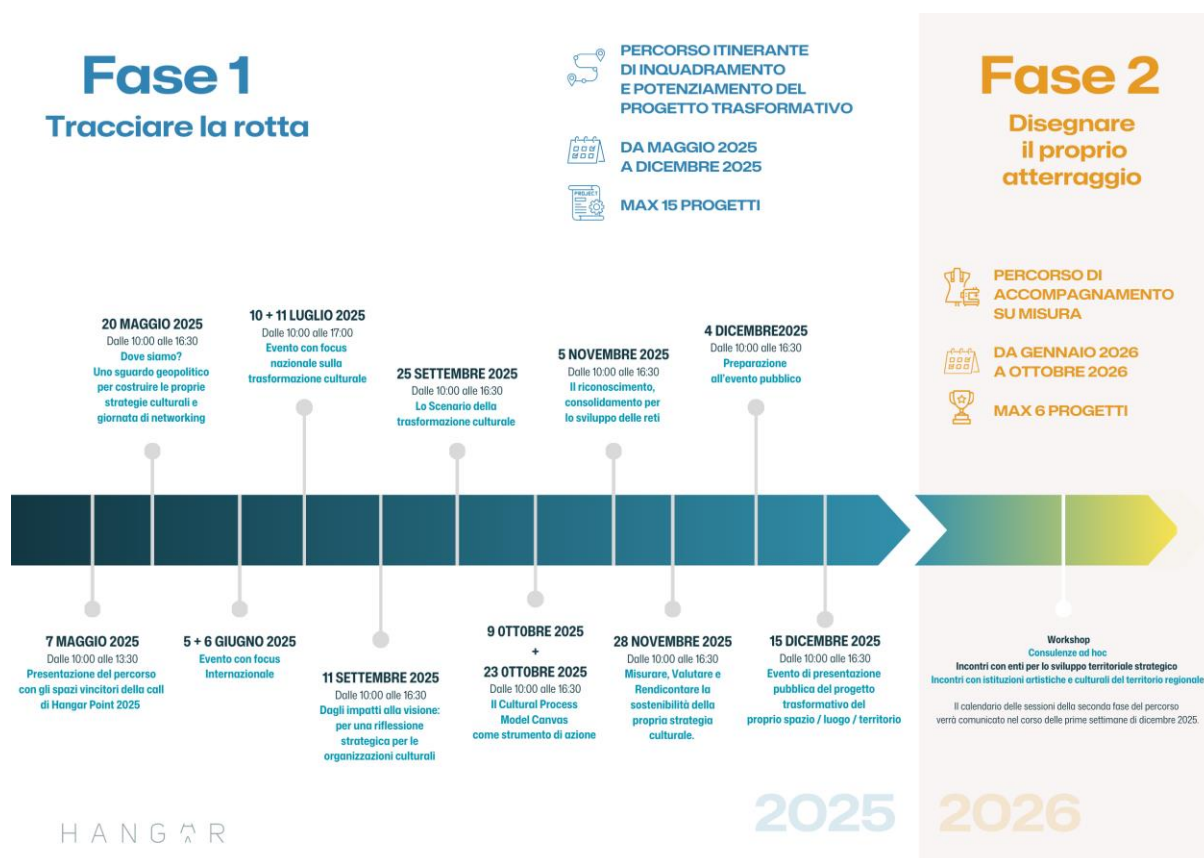 Fase 1
Tracciare la rotta
PERCORSO ITINERANTE
DI INQUADRAMENTO
E POTENZIAMENTO DEL
PROGETTO TRASFORMATIVO
DA MAGGIO 2025
A DICEMBRE 2025
PROJECT
MAX 15 PROGETTI
Fase 2
Disegnare
il proprio
atterraggio
PERCORSO DI
ACCOMPAGNAMENTO
SU MISURA
DA GENNAIO 2026
A OTTOBRE 2026
MAX 6 PROGETTI
20 MAGGIO 2025
Dalle 10:00 alle 16:30
Dove siamo?
Uno sguardo geopolitico
per costruire le proprie
strategie culturali e
giornata di networking
10 + 11 LUGLIO 2025
Dalle 10:00 alle 17:00
Evento con focus
nazionale sulla
trasformazione culturale
25 SETTEMBRE 2025
Dalle 10:00 alle 16:30
Lo Scenario della
trasformazione culturale
5 NOVEMBRE 2025
Dalle 10:00 alle 16:30
Il riconoscimento,
consolidamento per
lo sviluppo delle reti
4 DICEMBRE2025
Dalle 10:00 alle 16:30
Preparazione
all'evento pubblico
7 MAGGIO 2025
Dalle 10:00 alle 13:30
Presentazione del percorso
con gli spazi vincitori della call
di Hangar Point 2025
5 + 6 GIUGNO 2025
Evento con focus
Internazionale
11 SETTEMBRE 2025
Dalle 10:00 alle 16:30
Dagli impatti alla visione:
per una riflessione
strategica per le
organizzazioni culturali
9 OTTOBRE 2025
+
23 OTTOBRE 2025
Dalle 10:00 alle 16:30
Il Cultural Process
Model Canvas
come strumento di azione
28 NOVEMBRE 2025
Dalle 10:00 alle 16:30
Misurare, Valutare e
Rendicontare la
sostenibilità della
propria strategia
culturale.
15 DICEMBRE 2025
Dalle 10:00 alle 16:30
Evento di presentazione
pubblica del progetto
trasformativo del
proprio spazio / luogo / territorio
Workshop
Consulenze ad hoc
Incontri con enti per lo sviluppo territoriale strategico
Incontri con istituzioni artistiche e culturali del territorio regionale
Il calendario delle sessioni della seconda fase del percorso
verrà comunicato nel corso delle prime settimane di dicembre 2025.
2025
2026
HANGAR